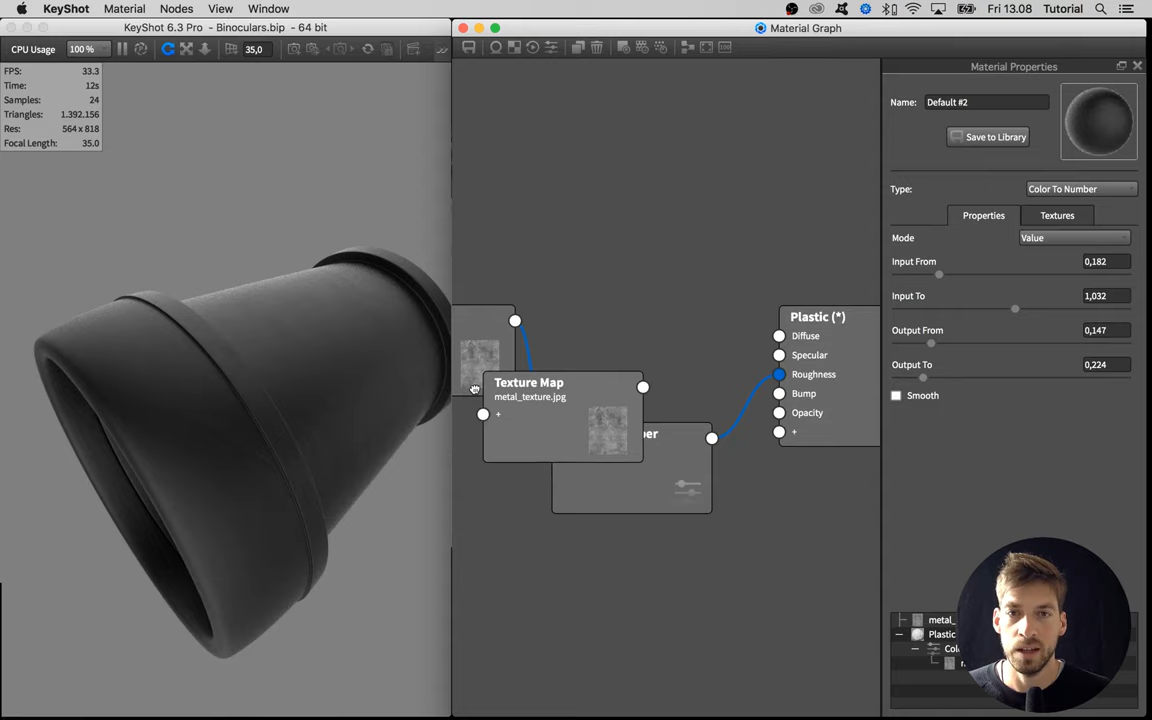 Material Nodes View Window
Fri 13.08 Tutorial
KeyShot 6.3 Pro - Binoculars.bip - 64 bit
Material Graph
CPU Usage 100 % 35,0
FPS: 33.3
Time: 12s
Samples: 24
Triangles: 1.392.156
Res: 564 x 818
Focal Length: 35.0
Texture Map
metal_texture.jpg
+
ber
Plastic (*)
Diffuse
Specular
Roughness
Bump
Opacity
+
Material Properties
Name: Default #2
Save to Library
Type: Color To Number
Properties Textures
Mode Value
Input From 0,182
Input To 1,032
Output From 0,147
Output To 0,224
Smooth
metal_
Plastic
Col